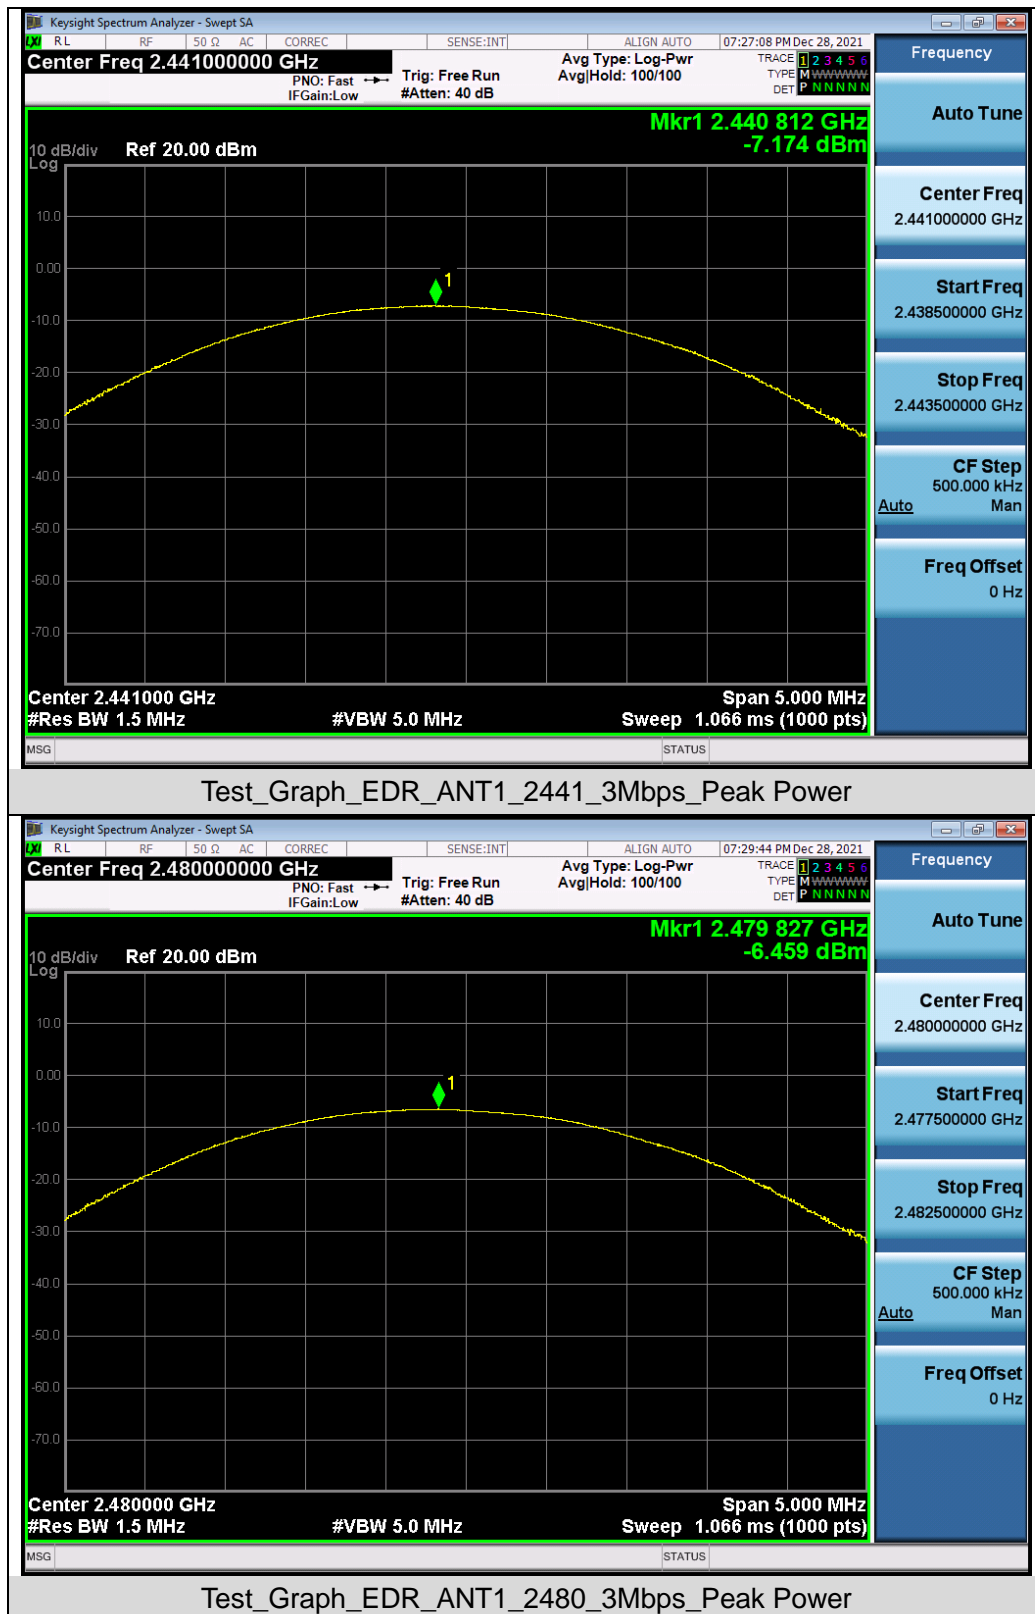 Keysight Spectrum Analyzer - Swept SA
LXI RL RF 50 Ω AC CORREC SENSE:INT ALIGN AUTO 07:27:08 PM Dec 28, 2021
Center Freq 2.441000000 GHz
PNO: Fast
IFGain:Low
Trig: Free Run
#Atten: 40 dB
Avg Type: Log-Pwr
Avg|Hold: 100/100
TRACE 1 2 3 4 5 6
TYPE M WWWWW
DET P N N N N N
Mkr1 2.440 812 GHz
-7.174 dBm
10 dB/div Ref 20.00 dBm
Log
10.0
0.00
-10.0
-20.0
-30.0
-40.0
-50.0
-60.0
-70.0
1
Center 2.441000 GHz Span 5.000 MHz
#Res BW 1.5 MHz #VBW 5.0 MHz Sweep 1.066 ms (1000 pts)
MSG STATUS
Frequency
Auto Tune
Center Freq
2.441000000 GHz
Start Freq
2.438500000 GHz
Stop Freq
2.443500000 GHz
CF Step
500.000 kHz
Auto Man
Freq Offset
0 Hz
Test_Graph_EDR_ANT1_2441_3Mbps_Peak Power
Keysight Spectrum Analyzer - Swept SA
LXI RL RF 50 Ω AC CORREC SENSE:INT ALIGN AUTO 07:29:44 PM Dec 28, 2021
Center Freq 2.480000000 GHz
PNO: Fast
IFGain:Low
Trig: Free Run
#Atten: 40 dB
Avg Type: Log-Pwr
Avg|Hold: 100/100
TRACE 1 2 3 4 5 6
TYPE M WWWWW
DET P N N N N N
Mkr1 2.479 827 GHz
-6.459 dBm
10 dB/div Ref 20.00 dBm
Log
10.0
0.00
-10.0
-20.0
-30.0
-40.0
-50.0
-60.0
-70.0
1
Center 2.480000 GHz Span 5.000 MHz
#Res BW 1.5 MHz #VBW 5.0 MHz Sweep 1.066 ms (1000 pts)
MSG STATUS
Frequency
Auto Tune
Center Freq
2.480000000 GHz
Start Freq
2.477500000 GHz
Stop Freq
2.482500000 GHz
CF Step
500.000 kHz
Auto Man
Freq Offset
0 Hz
Test_Graph_EDR_ANT1_2480_3Mbps_Peak Power